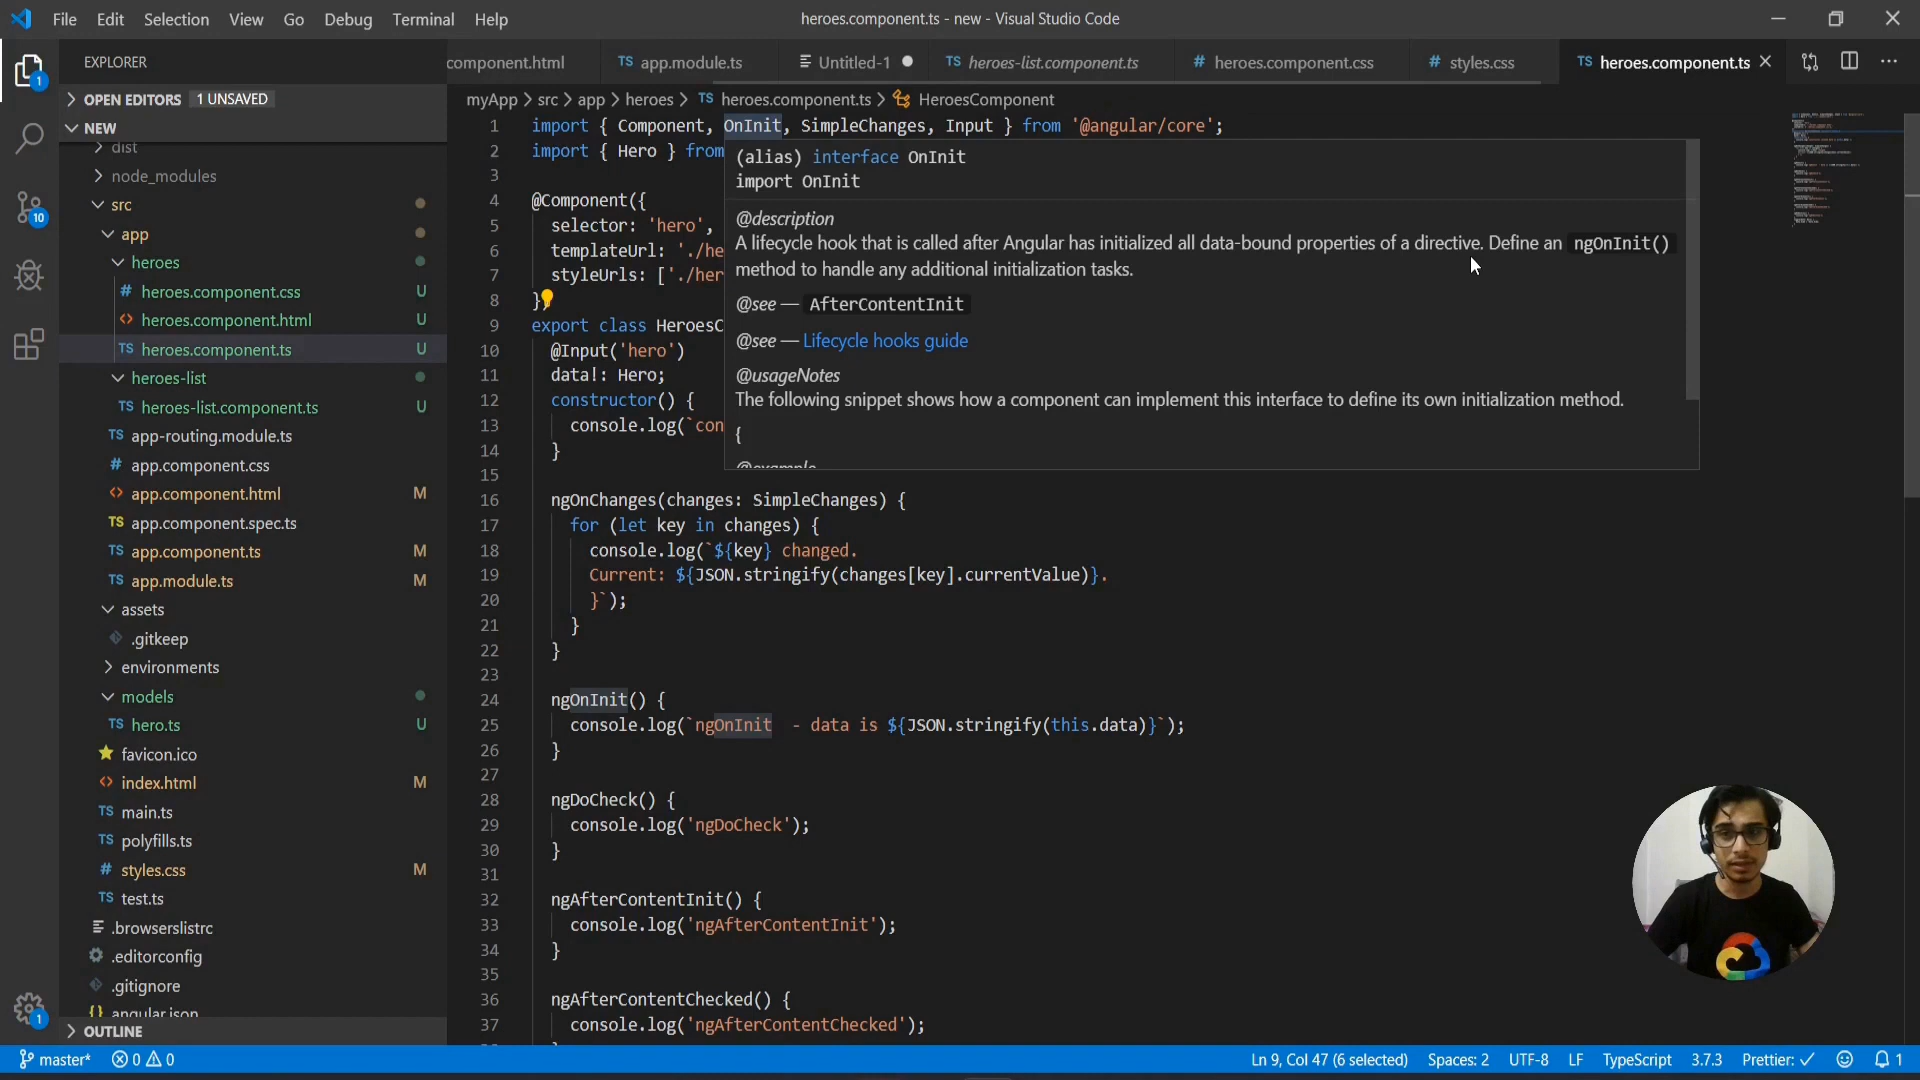 File Edit Selection View Go Debug Terminal Help
heroes.component.ts - new - Visual Studio Code
EXPLORER
component.html
TS app.module.ts
Untitled-1
TS heroes-list.component.ts
# heroes.component.css
# styles.css
TS heroes.component.ts
OPEN EDITORS 1 UNSAVED
NEW
dist
node_modules
src
app
heroes
# heroes.component.css U
<> heroes.component.html U
TS heroes.component.ts U
heroes-list
TS heroes-list.component.ts U
TS app-routing.module.ts
# app.component.css
<> app.component.html M
TS app.component.spec.ts
TS app.component.ts M
TS app.module.ts M
assets
.gitkeep
environments
models
TS hero.ts U
favicon.ico
<> index.html M
TS main.ts
TS polyfills.ts
# styles.css M
TS test.ts
.browserslistrc
.editorconfig
.gitignore
{} angular.json
OUTLINE
1
10
1
myApp > src > app > heroes > TS heroes.component.ts > HeroesComponent
1 import { Component, OnInit, SimpleChanges, Input } from '@angular/core';
2 import { Hero } from
3
4 @Component({
5 selector: 'hero',
6 templateUrl: './he
7 styleUrls: ['./her
8 })
9 export class HeroesC
10 @Input('hero')
11 data!: Hero;
12 constructor() {
13 console.log(`con
14 }
15
16 ngOnChanges(changes: SimpleChanges) {
17 for (let key in changes) {
18 console.log(`${key} changed.
19 Current: ${JSON.stringify(changes[key].currentValue)}.
20 }`);
21 }
22 }
23
24 ngOnInit() {
25 console.log(`ngOnInit - data is ${JSON.stringify(this.data)}`);
26 }
27
28 ngDoCheck() {
29 console.log('ngDoCheck');
30 }
31
32 ngAfterContentInit() {
33 console.log('ngAfterContentInit');
34 }
35
36 ngAfterContentChecked() {
37 console.log('ngAfterContentChecked');
(alias) interface OnInit
import OnInit
@description
A lifecycle hook that is called after Angular has initialized all data-bound properties of a directive. Define an ngOnInit()
method to handle any additional initialization tasks.
@see — AfterContentInit
@see — Lifecycle hooks guide
@usageNotes
The following snippet shows how a component can implement this interface to define its own initialization method.
{
@example
master* 0 0
Ln 9, Col 47 (6 selected) Spaces: 2 UTF-8 LF TypeScript 3.7.3 Prettier: ✓ 1